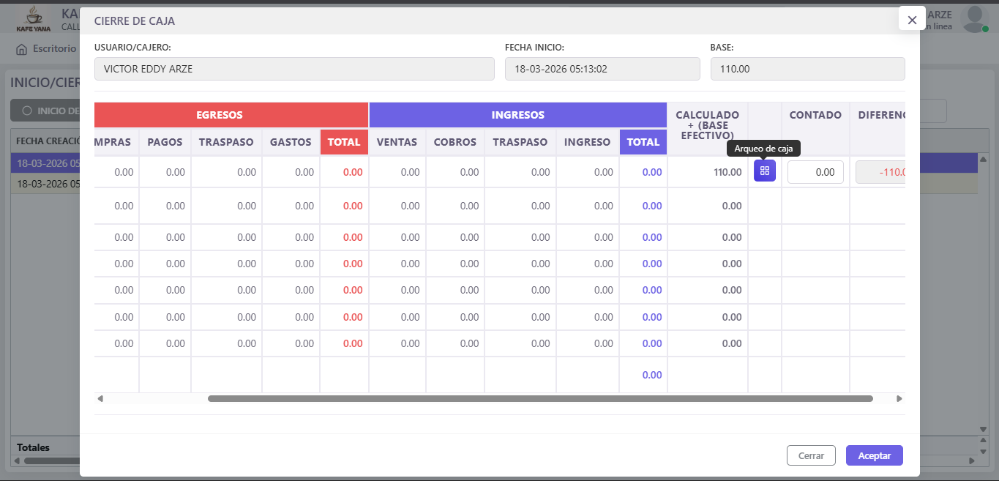 KAFE YANA
KA
CALL
ARZE
n línea
Escritorio
INICIO/CIER
INICIO DE
FECHA CREACIÓ
18-03-2026 05
18-03-2026 05
Totales
CIERRE DE CAJA
USUARIO/CAJERO: FECHA INICIO: BASE:
VICTOR EDDY ARZE 18-03-2026 05:13:02 110.00
EGRESOS INGRESOS CALCULADO + (BASE EFECTIVO) CONTADO DIFERENC
MPRAS PAGOS TRASPASO GASTOS TOTAL VENTAS COBROS TRASPASO INGRESO TOTAL
Arqueo de caja
0.00 0.00 0.00 0.00 0.00 0.00 0.00 0.00 0.00 0.00 110.00 0.00 -110.0
0.00 0.00 0.00 0.00 0.00 0.00 0.00 0.00 0.00 0.00 0.00
0.00 0.00 0.00 0.00 0.00 0.00 0.00 0.00 0.00 0.00 0.00
0.00 0.00 0.00 0.00 0.00 0.00 0.00 0.00 0.00 0.00 0.00
0.00 0.00 0.00 0.00 0.00 0.00 0.00 0.00 0.00 0.00 0.00
0.00 0.00 0.00 0.00 0.00 0.00 0.00 0.00 0.00 0.00 0.00
0.00 0.00 0.00 0.00 0.00 0.00 0.00 0.00 0.00 0.00 0.00
0.00
Cerrar Aceptar